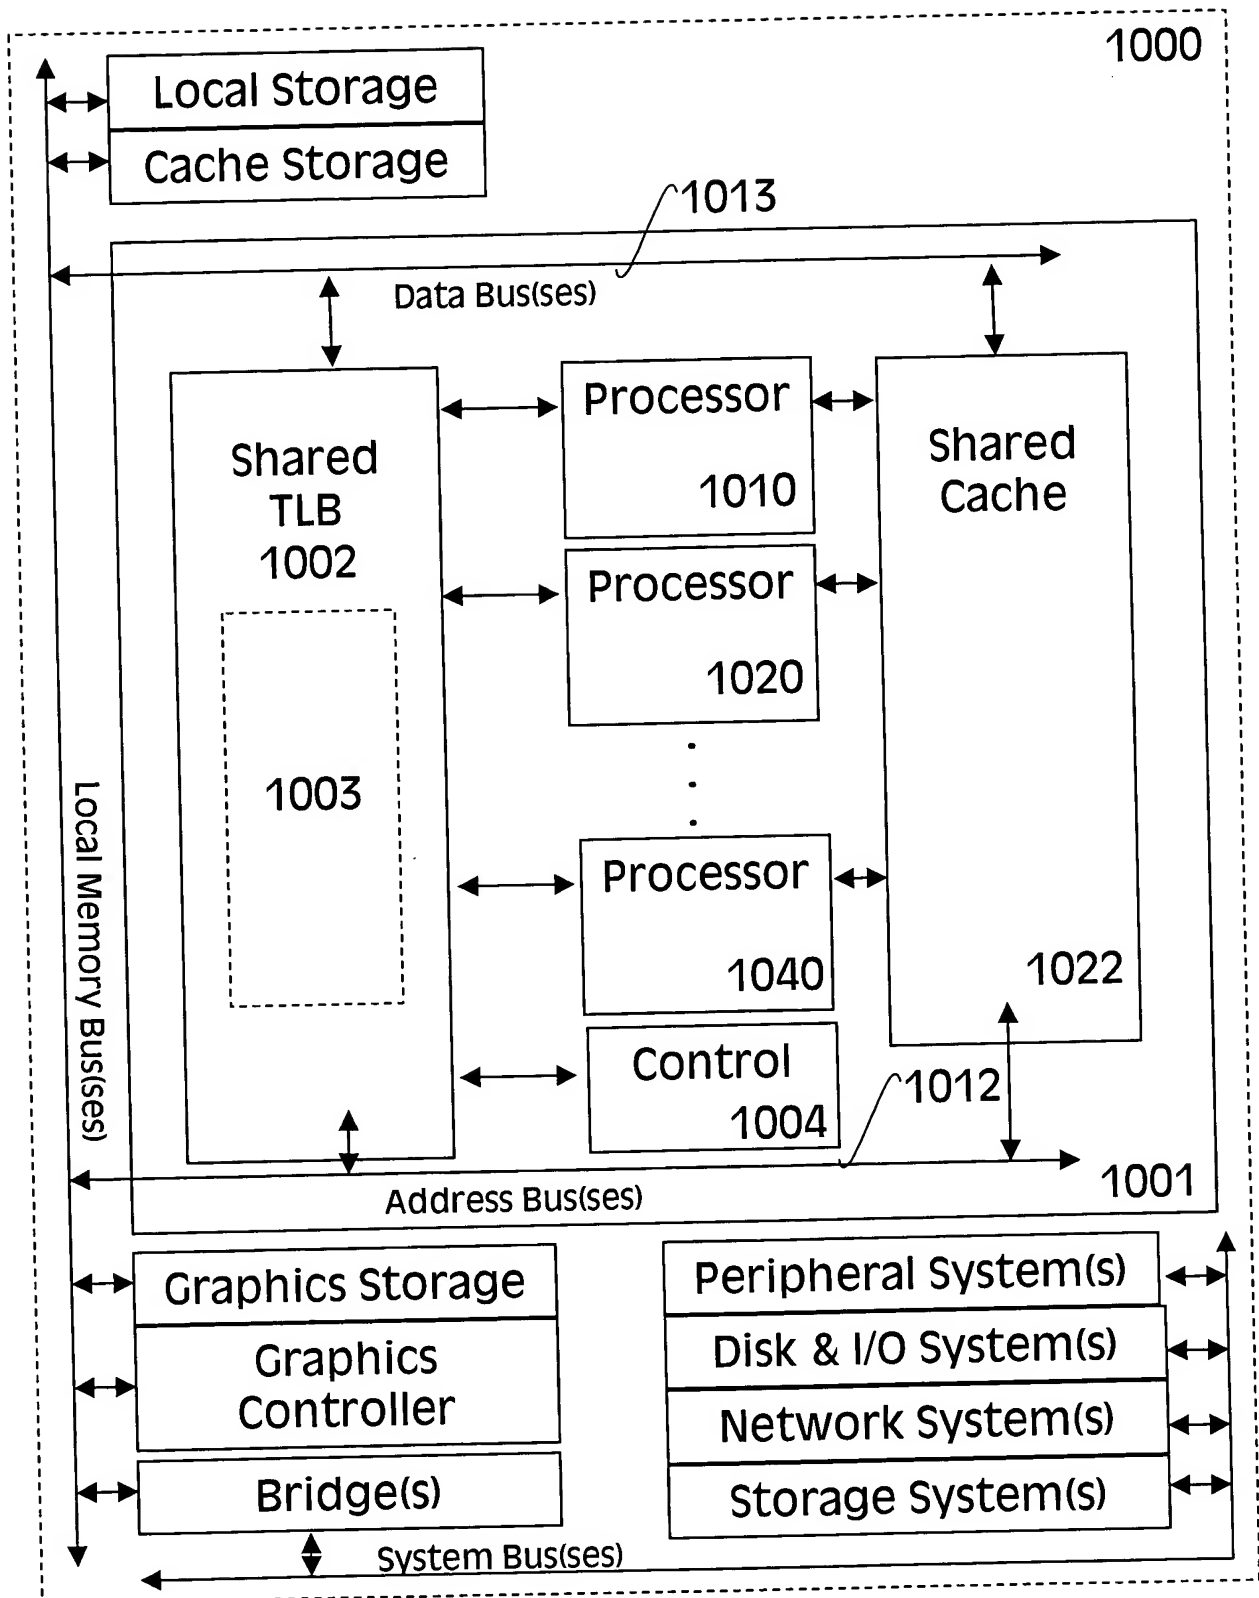 1000
Local Storage
Cache Storage
1013
Data Bus(ses)
Shared
TLB
1002
1003
Processor
1010
Processor
1020
Processor
1040
Control
1004
Shared
Cache
1022
1012
Address Bus(ses)
1001
Local Memory Bus(ses)
Graphics Storage
Graphics
Controller
Bridge(s)
Peripheral System(s)
Disk & I/O System(s)
Network System(s)
Storage System(s)
System Bus(ses)